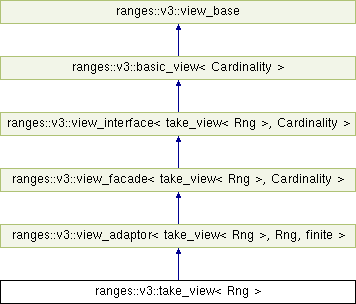 ranges::v3::view_base
ranges::v3::basic_view< Cardinality >
ranges::v3::view_interface< take_view< Rng >, Cardinality >
ranges::v3::view_facade< take_view< Rng >, Cardinality >
ranges::v3::view_adaptor< take_view< Rng >, Rng, finite >
ranges::v3::take_view< Rng >